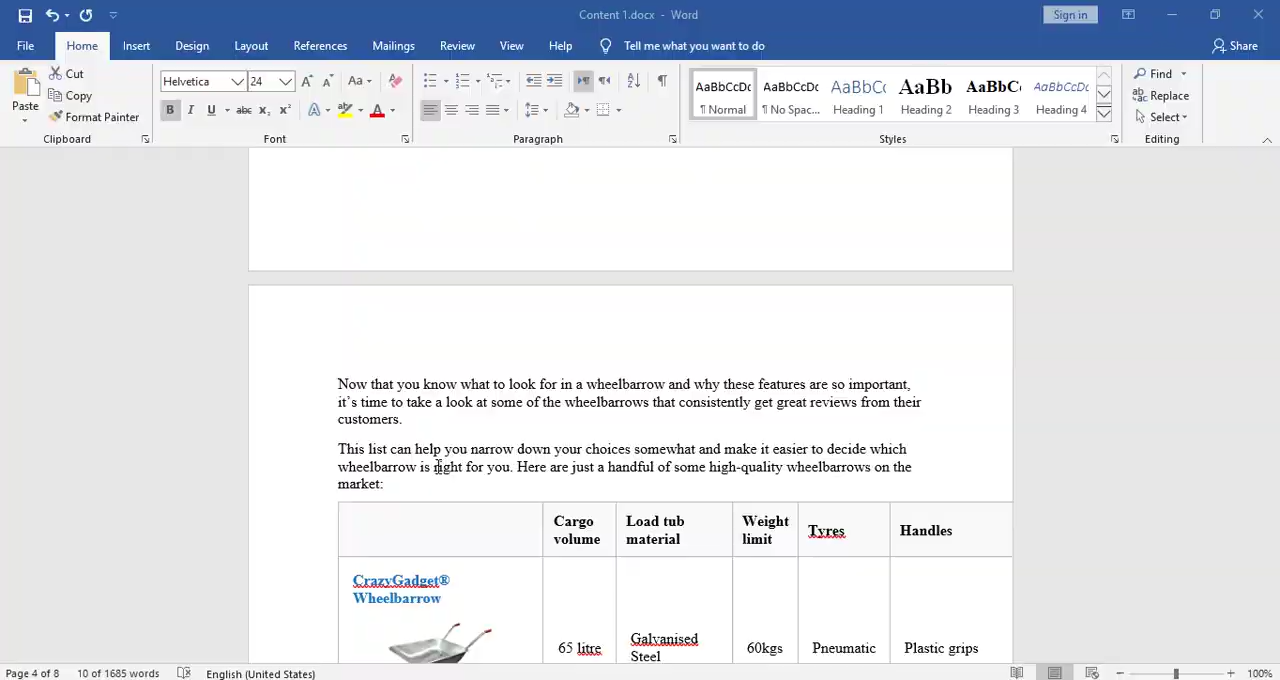 Content 1.docx - Word
Sign in
File Home Insert Design Layout References Mailings Review View Help Tell me what you want to do Share
Paste
Cut
Copy
Format Painter
Clipboard
Helvetica 24
Aa
B I U abc X₂ X² A ab A
Font
Paragraph
AaBbCcDc AaBbCcDc AaBbC AaBb AaBbC AaBbCcDc
¶ Normal ¶ No Spac... Heading 1 Heading 2 Heading 3 Heading 4
Styles
Find
Replace
Select
Editing
Now that you know what to look for in a wheelbarrow and why these features are so important,
it's time to take a look at some of the wheelbarrows that consistently get great reviews from their
customers.
This list can help you narrow down your choices somewhat and make it easier to decide which
wheelbarrow is right for you. Here are just a handful of some high-quality wheelbarrows on the
market:
Cargo volume
Load tub material
Weight limit
Tyres
Handles
CrazyGadget®
Wheelbarrow
65 litre
Galvanised
Steel
60kgs
Pneumatic
Plastic grips
Page 4 of 8 10 of 1685 words English (United States) 100%